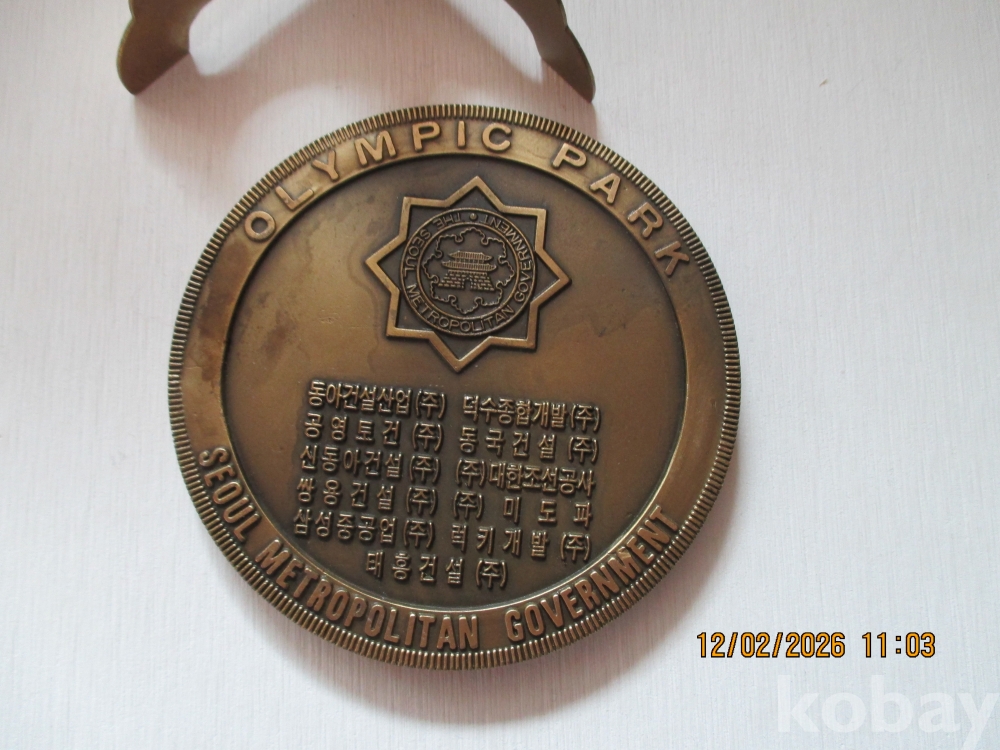 OLYMPIC PARK
THE SEOUL METROPOLITAN GOVERNMENT
동아건설산업(주) 덕수종합개발(주)
공영토건(주) 동국건설(주)
신동아건설(주) (주)대한조선공사
쌍용건설(주) (주)미도파
삼성중공업(주) 럭키개발(주)
태흥건설(주)
SEOUL METROPOLITAN GOVERNMENT
12/02/2026 11:03
kobay